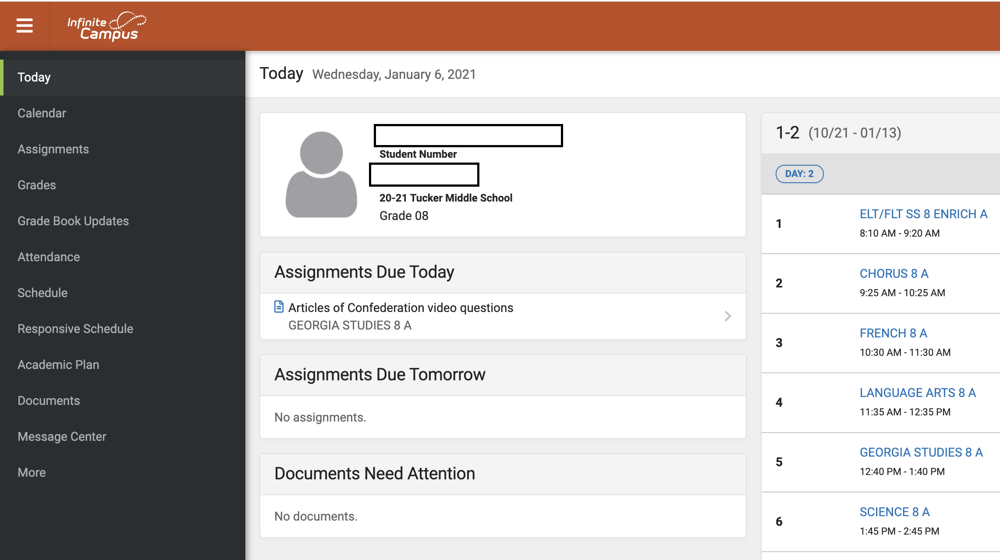 Infinite
Campus
Today
Calendar
Assignments
Grades
Grade Book Updates
Attendance
Schedule
Responsive Schedule
Academic Plan
Documents
Message Center
More
Today Wednesday, January 6, 2021
Student Number
20-21 Tucker Middle School
Grade 08
Assignments Due Today
Articles of Confederation video questions
GEORGIA STUDIES 8 A
Assignments Due Tomorrow
No assignments.
Documents Need Attention
No documents.
1-2 (10/21 - 01/13)
DAY: 2
1
ELT/FLT SS 8 ENRICH A
8:10 AM - 9:20 AM
2
CHORUS 8 A
9:25 AM - 10:25 AM
3
FRENCH 8 A
10:30 AM - 11:30 AM
4
LANGUAGE ARTS 8 A
11:35 AM - 12:35 PM
5
GEORGIA STUDIES 8 A
12:40 PM - 1:40 PM
6
SCIENCE 8 A
1:45 PM - 2:45 PM